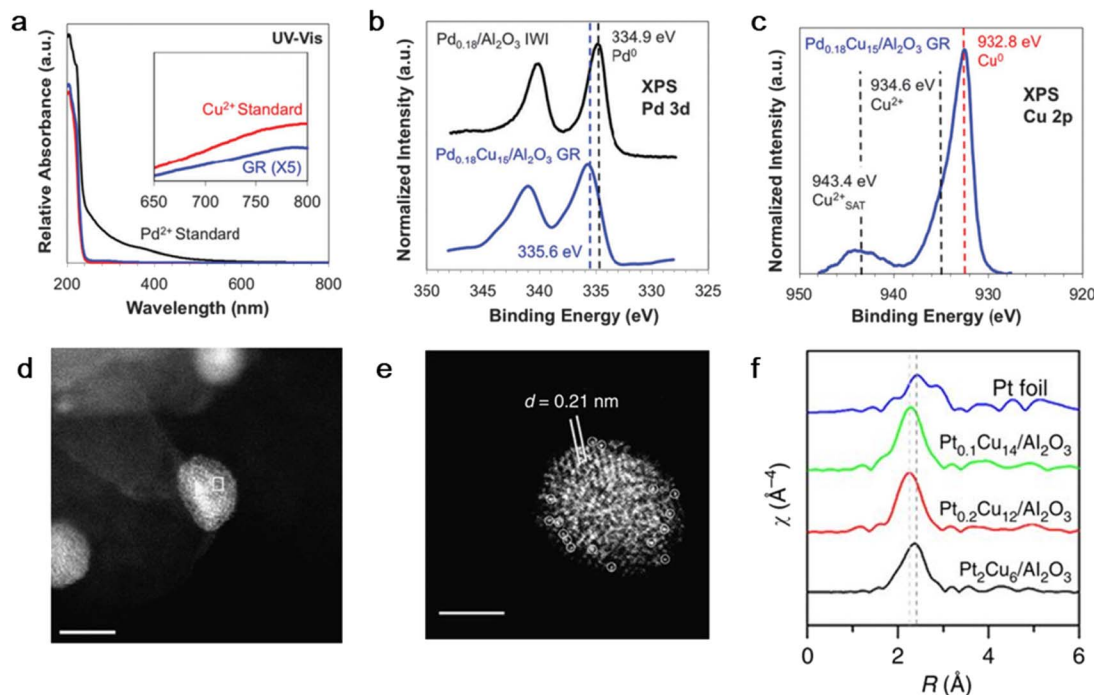 a
UV-Vis
Relative Absorbance (a.u.)
Cu²⁺ Standard
GR (X5)
650 700 750 800
Pd²⁺ Standard
200 400 600 800
Wavelength (nm)
b
Pd₀.₁₈/Al₂O₃ IWI
334.9 eV
Pd⁰
XPS
Pd 3d
Pd₀.₁₈Cu₁₅/Al₂O₃ GR
335.6 eV
Normalized Intensity (a.u.)
350 345 340 335 330 325
Binding Energy (eV)
c
Pd₀.₁₈Cu₁₅/Al₂O₃ GR
932.8 eV
Cu⁰
934.6 eV
Cu²⁺
XPS
Cu 2p
943.4 eV
Cu²⁺SAT
Normalized Intensity (a.u.)
950 940 930 920
Binding Energy (eV)
d
e
d = 0.21 nm
f
Pt foil
Pt₀.₁Cu₁₄/Al₂O₃
Pt₀.₂Cu₁₂/Al₂O₃
Pt₂Cu₆/Al₂O₃
χ (Å⁻⁴)
0 2 4 6
R (Å)